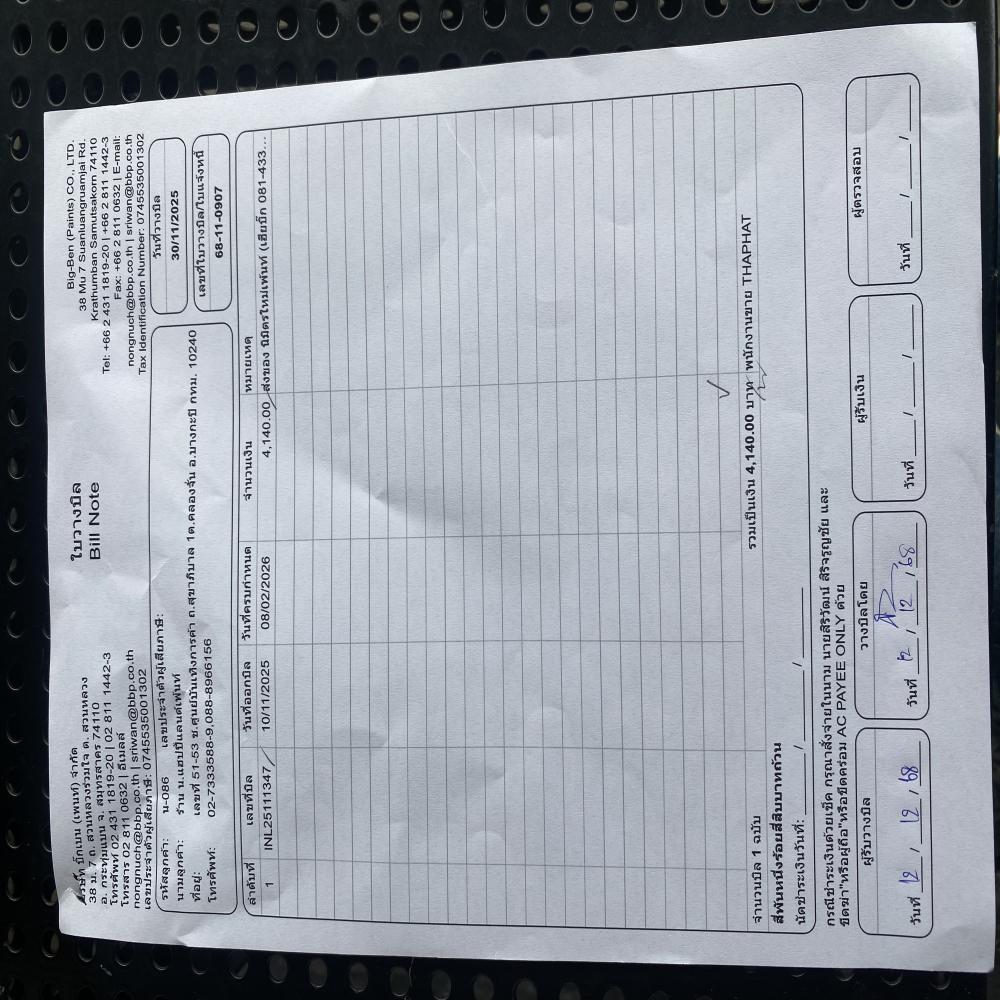 บริษัท บิ๊กเบน (เพนท์) จำกัด
38 ม. 7 ถ. สวนหลวงร่วมใจ ต. สวนหลวง
อ. กระทุ่มแบน จ. สมุทรสาคร 74110
โทรศัพท์ 02 431 1819-20 | 02 811 1442-3
โทรสาร 02 811 0632 | อีเมลล์
nongnuch@bbp.co.th | sriwan@bbp.co.th
เลขประจำตัวผู้เสียภาษี: 0745535001302
ใบวางบิล
Bill Note
Big-Ben (Paints) CO., LTD.
38 Mu 7 Suanluangruamjai Rd.
Krathumban Samutsakorn 74110
Tel: +66 2 431 1819-20 | +66 2 811 1442-3
Fax: +66 2 811 0632 | E-mail:
nongnuch@bbp.co.th | sriwan@bbp.co.th
Tax Identification Number: 0745535001302
รหัสลูกค้า: น-086 เลขประจำตัวผู้เสียภาษี:
นามลูกค้า: ร้าน น.แฮปปี้แลนด์เพ้นท์
ที่อยู่: เลขที่ 51-53 ซ.ศูนย์บันเทิงการค้า ถ.สุขาภิบาล 1ต.คลองจั่น อ.บางกะปิ กทม. 10240
โทรศัพท์: 02-7333588-9,088-8966156
วันที่วางบิล
30/11/2025
เลขที่ใบวางบิล/ใบแจ้งหนี้
68-11-0907
ลำดับที่ เลขที่บิล วันที่ออกบิล วันที่ครบกำหนด จำนวนเงิน หมายเหตุ
1 INL25111347 10/11/2025 08/02/2026 4,140.00 ส่งของ นิมิตรใหม่เพ้นท์ (เฮียบิ๊ก 081-433...
จำนวนบิล 1 ฉบับ รวมเป็นเงิน 4,140.00 บาท พนักงานขาย THAPHAT
สี่พันหนึ่งร้อยสี่สิบบาทถ้วน
นัดชำระเงินวันที่: / /
กรณีชำระเงินด้วยเช็ค กรุณาสั่งจ่ายในนาม นายสิริวัฒน์ สิริจรูญชัย และ
ขีดฆ่า"หรือผู้ถือ"หรือขีดคร่อม AC PAYEE ONLY ด้วย
ผู้รับวางบิล
วันที่ 12 / 12 / 68
วางบิลโดย
วันที่ 12 / 12 / 68
ผู้รับเงิน
วันที่ / /
ผู้ตรวจสอบ
วันที่ / /